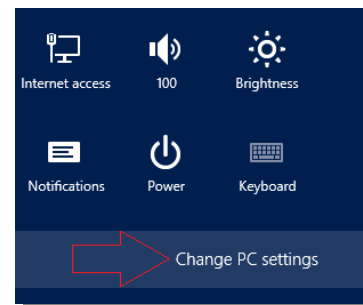 Internet access
100
Brightness
Notifications
Power
Keyboard
Change PC settings